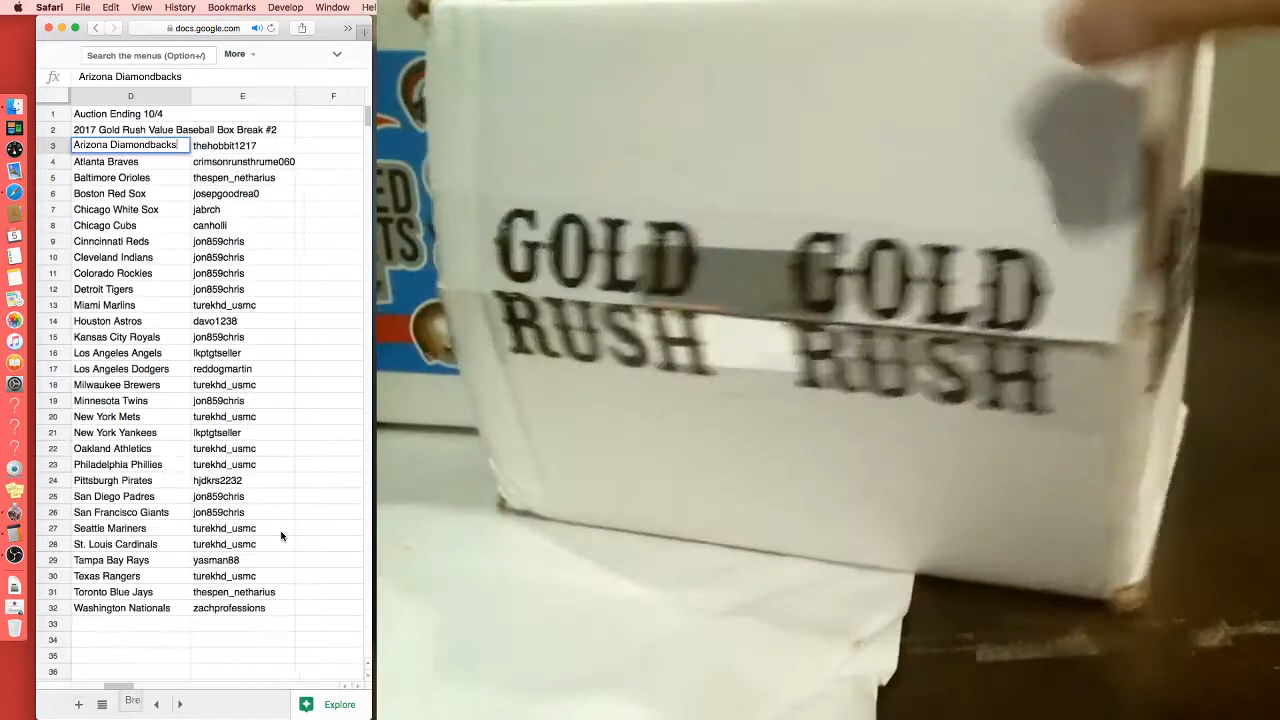 Safari File Edit View History Bookmarks Develop Window Help
docs.google.com
Search the menus (Option+/) More
fx Arizona Diamondbacks
D E F
1 Auction Ending 10/4
2 2017 Gold Rush Value Baseball Box Break #2
3 Arizona Diamondbacks thehobbit1217
4 Atlanta Braves crimsonrunsthrume060
5 Baltimore Orioles thespen_netharius
6 Boston Red Sox josepgoodrea0
7 Chicago White Sox jabrch
8 Chicago Cubs canholli
9 Cinncinnati Reds jon859chris
10 Cleveland Indians jon859chris
11 Colorado Rockies jon859chris
12 Detroit Tigers jon859chris
13 Miami Marlins turekhd_usmc
14 Houston Astros davo1238
15 Kansas City Royals jon859chris
16 Los Angeles Angels lkptgtseller
17 Los Angeles Dodgers reddogmartin
18 Milwaukee Brewers turekhd_usmc
19 Minnesota Twins jon859chris
20 New York Mets turekhd_usmc
21 New York Yankees lkptgtseller
22 Oakland Athletics turekhd_usmc
23 Philadelphia Phillies turekhd_usmc
24 Pittsburgh Pirates hjdkrs2232
25 San Diego Padres jon859chris
26 San Francisco Giants jon859chris
27 Seattle Mariners turekhd_usmc
28 St. Louis Cardinals turekhd_usmc
29 Tampa Bay Rays yasman88
30 Texas Rangers turekhd_usmc
31 Toronto Blue Jays thespen_netharius
32 Washington Nationals zachprofessions
33
34
35
36
Bre
Explore
GOLD GOLD
RUSH RUSH